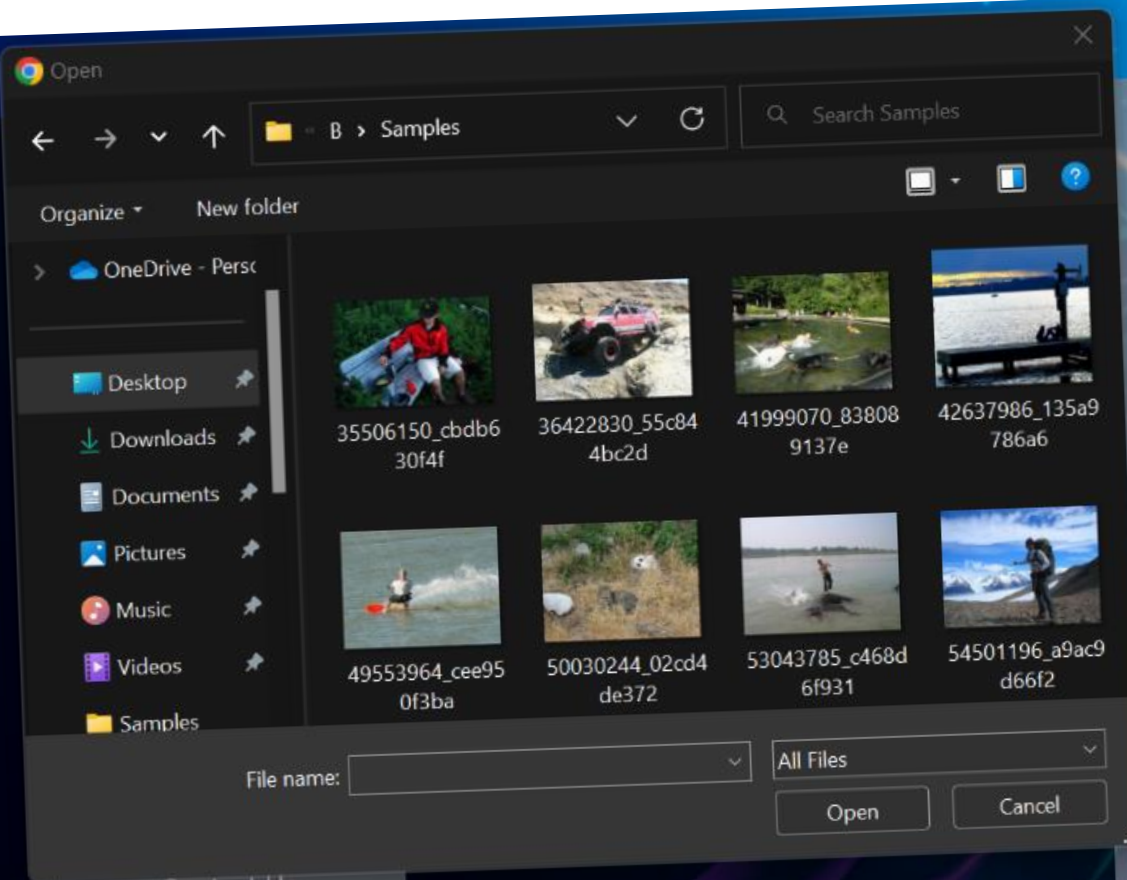 Open
B > Samples
Search Samples
Organize
New folder
OneDrive - Persc
Desktop
Downloads
Documents
Pictures
Music
Videos
Samples
35506150_cbdb6
30f4f
36422830_55c84
4bc2d
41999070_83808
9137e
42637986_135a9
786a6
49553964_cee95
0f3ba
50030244_02cd4
de372
53043785_c468d
6f931
54501196_a9ac9
d66f2
File name:
All Files
Open
Cancel